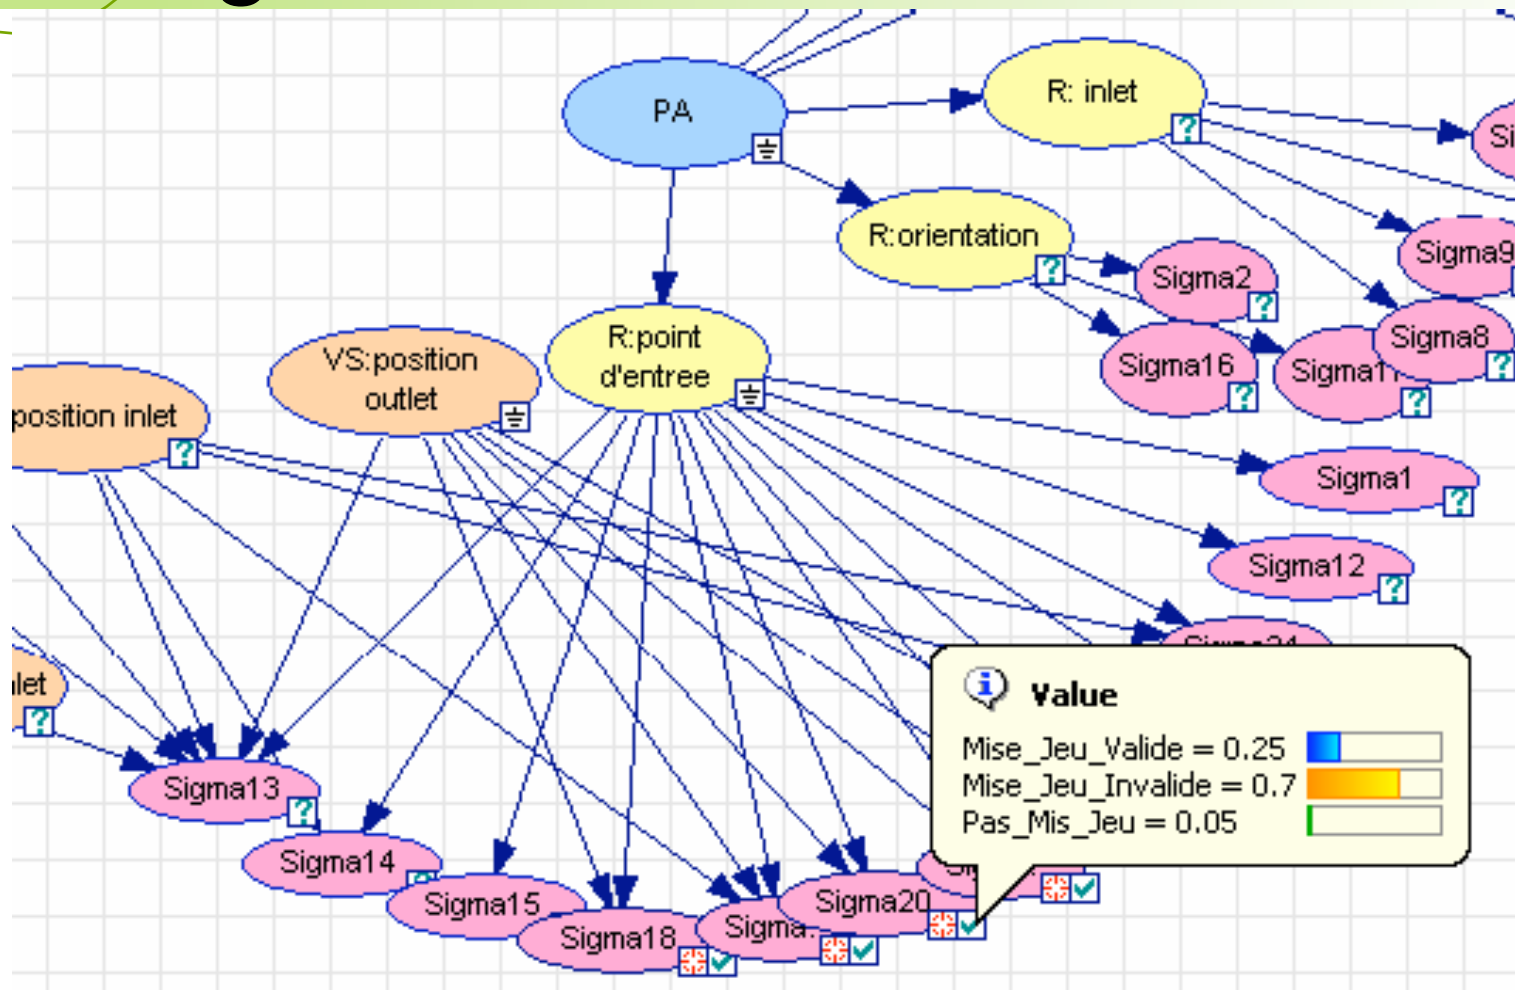 PA
R: inlet
R:orientation
Sigma2
Sigma9
Sigma8
Sigma16
R:point
d'entree
VS:position
outlet
position inlet
Sigma1
Sigma12
Value
Mise_Jeu_Valide = 0.25
Mise_Jeu_Invalide = 0.7
Pas_Mis_Jeu = 0.05
Sigma13
Sigma14
Sigma15
Sigma18
Sigma20